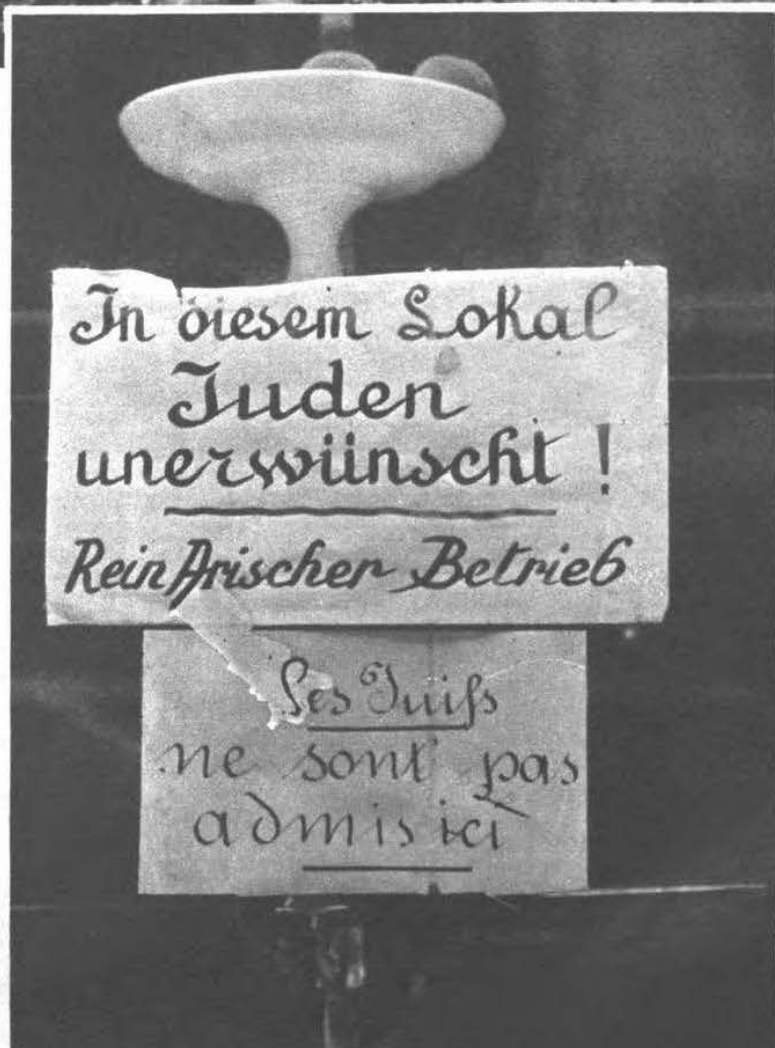 In diesem Lokal
Juden
unerwünscht !
Rein Arischer Betrieb
Les Juifs
ne sont pas
admis ici